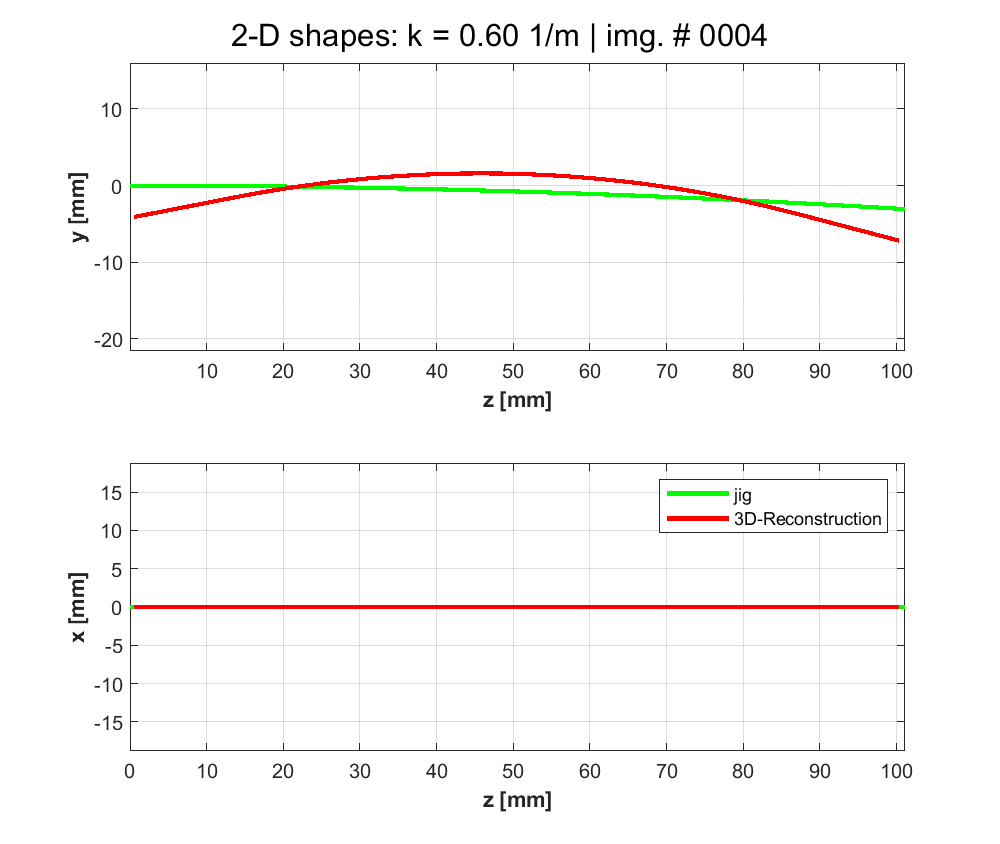 2-D shapes: k = 0.60 1/m | img. # 0004
10
0
-10
-20
y [mm]
10 20 30 40 50 60 70 80 90 100
z [mm]
15
10
5
0
-5
-10
-15
x [mm]
jig
3D-Reconstruction
0 10 20 30 40 50 60 70 80 90 100
z [mm]